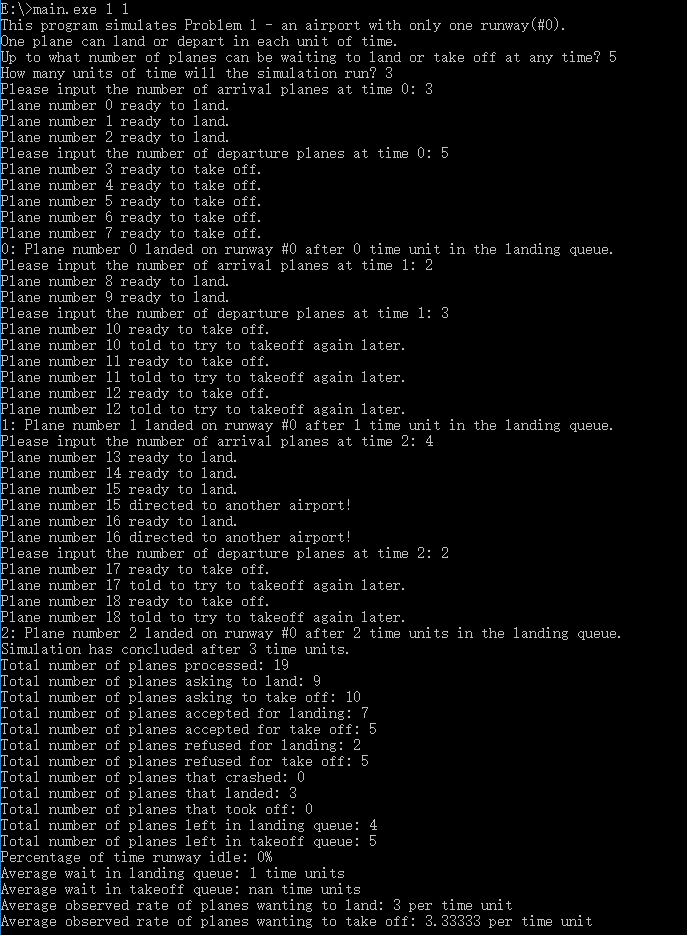 E:\>main.exe 1 1
This program simulates Problem 1 - an airport with only one runway(#0).
One plane can land or depart in each unit of time.
Up to what number of planes can be waiting to land or take off at any time? 5
How many units of time will the simulation run? 3
Please input the number of arrival planes at time 0: 3
Plane number 0 ready to land.
Plane number 1 ready to land.
Plane number 2 ready to land.
Please input the number of departure planes at time 0: 5
Plane number 3 ready to take off.
Plane number 4 ready to take off.
Plane number 5 ready to take off.
Plane number 6 ready to take off.
Plane number 7 ready to take off.
0: Plane number 0 landed on runway #0 after 0 time unit in the landing queue.
Please input the number of arrival planes at time 1: 2
Plane number 8 ready to land.
Plane number 9 ready to land.
Please input the number of departure planes at time 1: 3
Plane number 10 ready to take off.
Plane number 10 told to try to takeoff again later.
Plane number 11 ready to take off.
Plane number 11 told to try to takeoff again later.
Plane number 12 ready to take off.
Plane number 12 told to try to takeoff again later.
1: Plane number 1 landed on runway #0 after 1 time unit in the landing queue.
Please input the number of arrival planes at time 2: 4
Plane number 13 ready to land.
Plane number 14 ready to land.
Plane number 15 ready to land.
Plane number 15 directed to another airport!
Plane number 16 ready to land.
Plane number 16 directed to another airport!
Please input the number of departure planes at time 2: 2
Plane number 17 ready to take off.
Plane number 17 told to try to takeoff again later.
Plane number 18 ready to take off.
Plane number 18 told to try to takeoff again later.
2: Plane number 2 landed on runway #0 after 2 time units in the landing queue.
Simulation has concluded after 3 time units.
Total number of planes processed: 19
Total number of planes asking to land: 9
Total number of planes asking to take off: 10
Total number of planes accepted for landing: 7
Total number of planes accepted for take off: 5
Total number of planes refused for landing: 2
Total number of planes refused for take off: 5
Total number of planes that crashed: 0
Total number of planes that landed: 3
Total number of planes that took off: 0
Total number of planes left in landing queue: 4
Total number of planes left in takeoff queue: 5
Percentage of time runway idle: 0%
Average wait in landing queue: 1 time units
Average wait in takeoff queue: nan time units
Average observed rate of planes wanting to land: 3 per time unit
Average observed rate of planes wanting to take off: 3.33333 per time unit